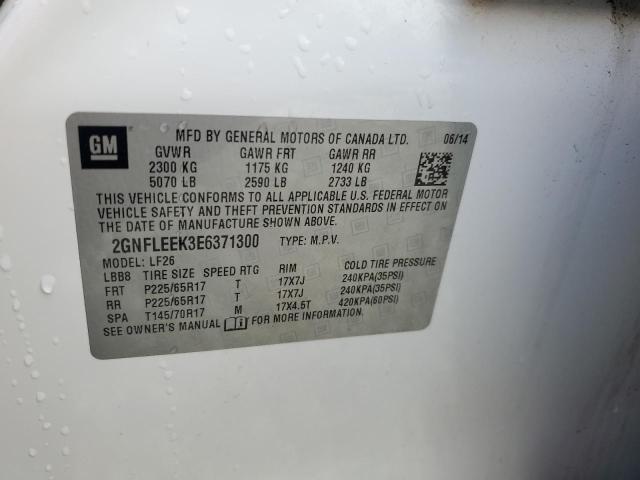 GM MFD BY GENERAL MOTORS OF CANADA LTD. 06/14
GVWR GAWR FRT GAWR RR
2300 KG 1175 KG 1240 KG
5070 LB 2590 LB 2733 LB
THIS VEHICLE CONFORMS TO ALL APPLICABLE U.S. FEDERAL MOTOR
VEHICLE SAFETY AND THEFT PREVENTION STANDARDS IN EFFECT ON
THE DATE OF MANUFACTURE SHOWN ABOVE.
2GNFLEEK3E6371300 TYPE: M.P.V.
MODEL: LF26
LBB8 TIRE SIZE SPEED RTG RIM COLD TIRE PRESSURE
FRT P225/65R17 T 17X7J 240KPA(35PSI)
RR P225/65R17 T 17X7J 240KPA(35PSI)
SPA T145/70R17 M 17X4.5T 420KPA(60PSI)
SEE OWNER'S MANUAL FOR MORE INFORMATION.